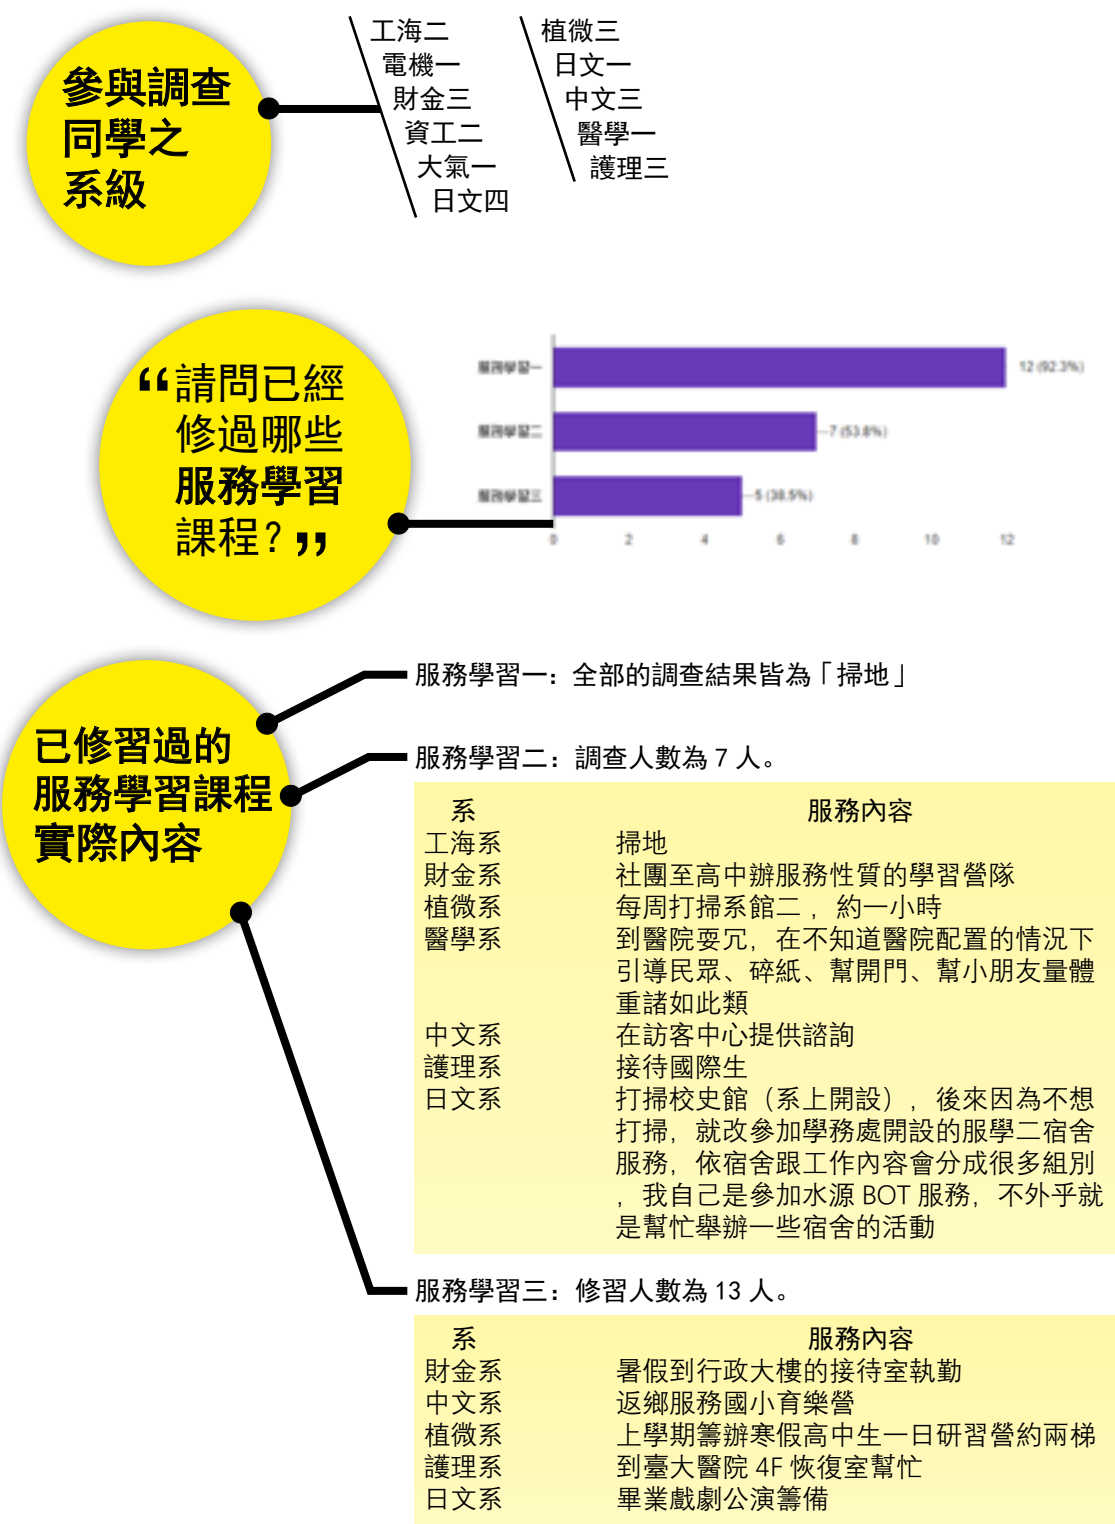 參與調查
同學之
系級
工海二
電機一
財金三
資工二
大氣一
日文四
植微三
日文一
中文三
醫學一
護理三
“請問已經
修過哪些
服務學習
課程？”
服務學習一
12 (92.3%)
服務學習二
7 (53.8%)
服務學習三
5 (38.5%)
0 2 4 6 8 10 12
已修習過的
服務學習課程
實際內容
服務學習一：全部的調查結果皆為「掃地」
服務學習二：調查人數為 7 人。
系 服務內容
工海系 掃地
財金系 社團至高中辦服務性質的學習營隊
植微系 每周打掃系館二，約一小時
醫學系 到醫院耍冗，在不知道醫院配置的情況下
引導民眾、碎紙、幫開門、幫小朋友量體
重諸如此類
中文系 在訪客中心提供諮詢
護理系 接待國際生
日文系 打掃校史館（系上開設），後來因為不想
打掃，就改參加學務處開設的服學二宿舍
服務，依宿舍跟工作內容會分成很多組別
，我自己是參加水源 BOT 服務，不外乎就
是幫忙舉辦一些宿舍的活動
服務學習三：修習人數為 13 人。
系 服務內容
財金系 暑假到行政大樓的接待室執勤
中文系 返鄉服務國小育樂營
植微系 上學期籌辦寒假高中生一日研習營約兩梯
護理系 到臺大醫院 4F 恢復室幫忙
日文系 畢業戲劇公演籌備